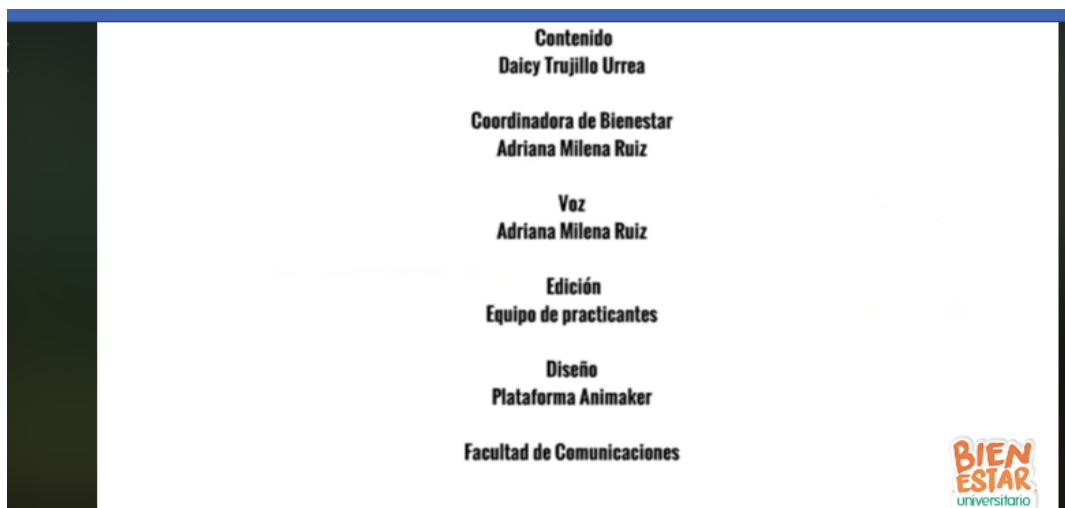 Contenido
Daicy Trujillo Urrea
Coordinadora de Bienestar
Adriana Milena Ruiz
Voz
Adriana Milena Ruiz
Edición
Equipo de practicantes
Diseño
Plataforma Animaker
Facultad de Comunicaciones
BIEN
ESTAR
universitario